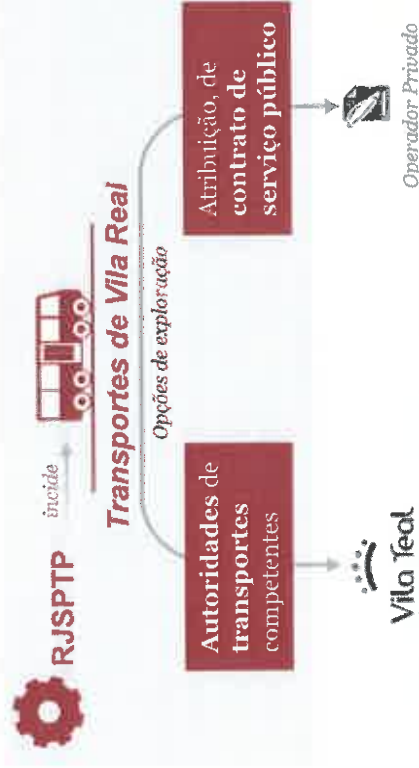 RJSPTP
incide
Transportes de Vila Real
Opções de exploração
Autoridades de
transportes
competentes
Atribuição, de
contrato de
serviço público
Vila Teal
Operador Privado